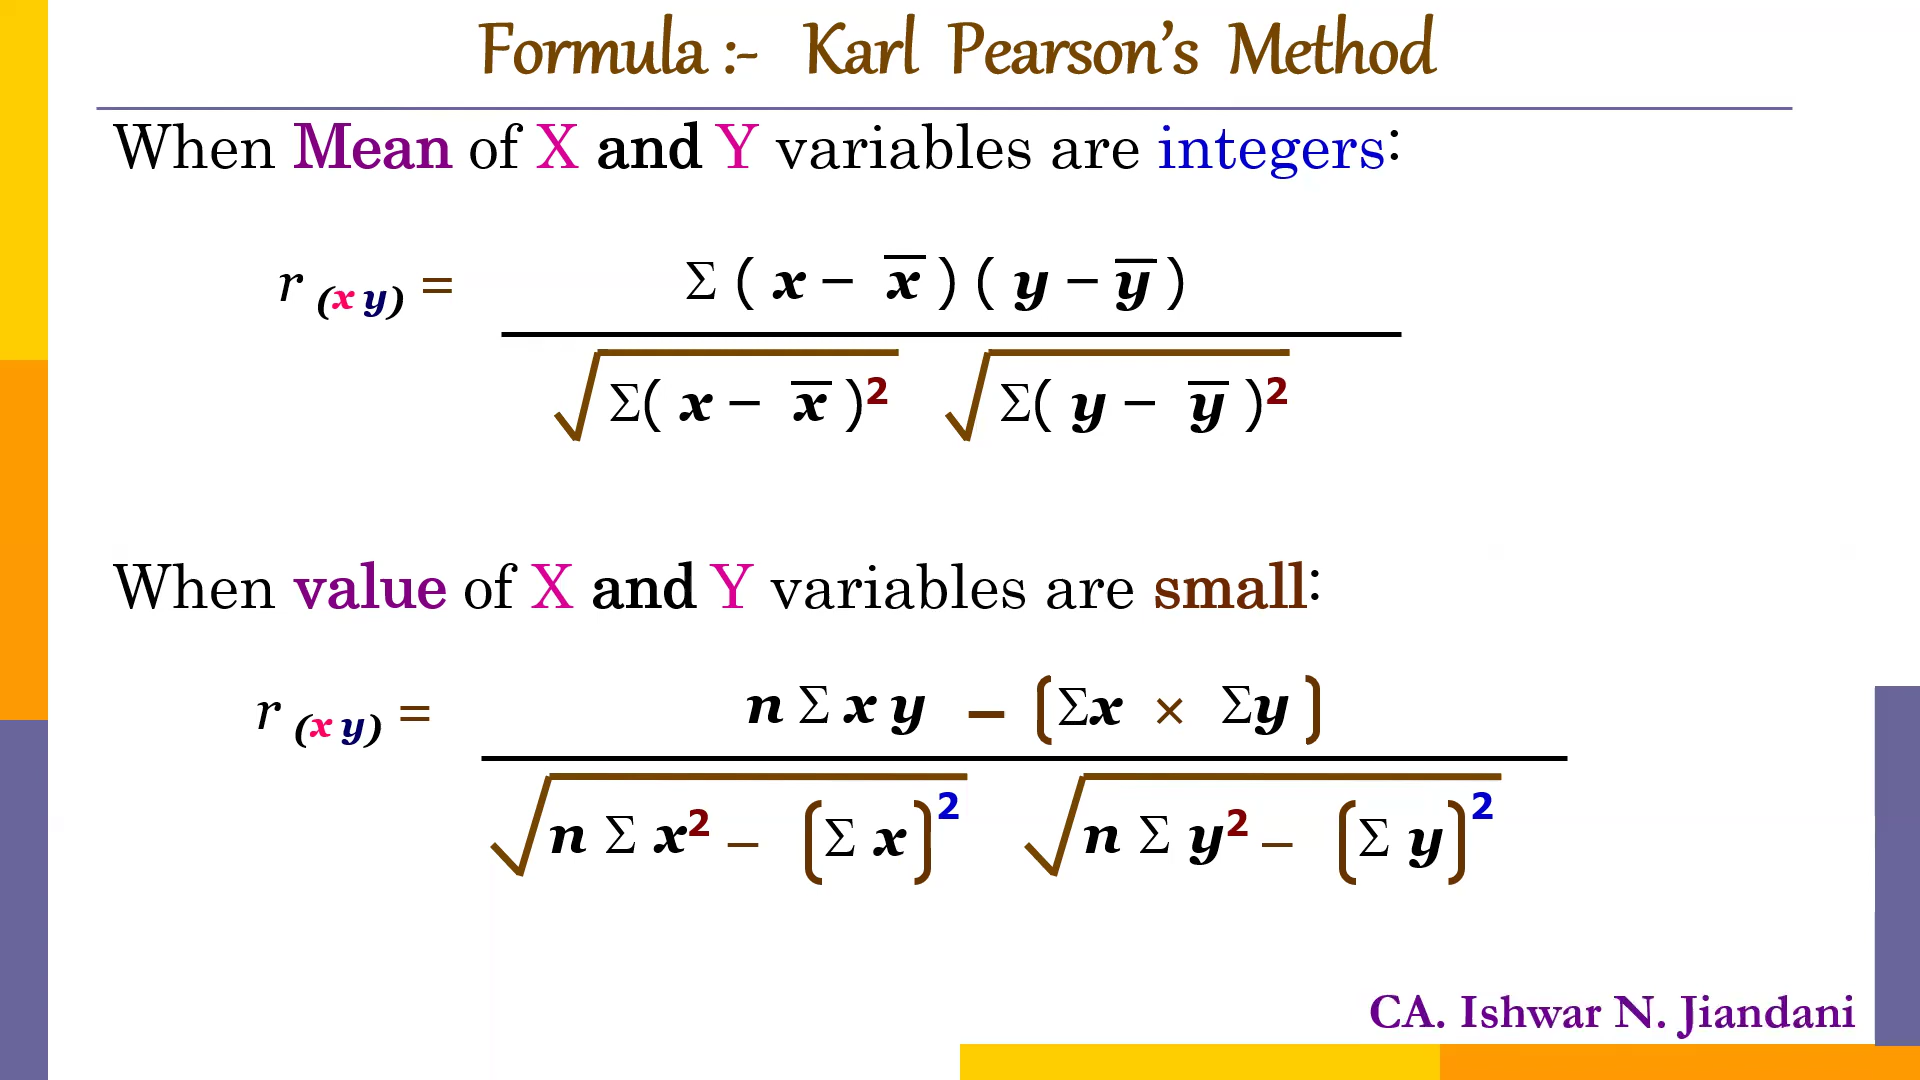 Formula :- Karl Pearson's Method
When Mean of X and Y variables are integers:
r (x y) = Σ ( x − x̅ ) ( y − y̅ )
√Σ( x − x̅ )² √Σ( y − y̅ )²
When value of X and Y variables are small:
r (x y) = n Σ x y − (Σx × Σy)
√n Σ x² − (Σ x)² √n Σ y² − (Σ y)²
CA. Ishwar N. Jiandani